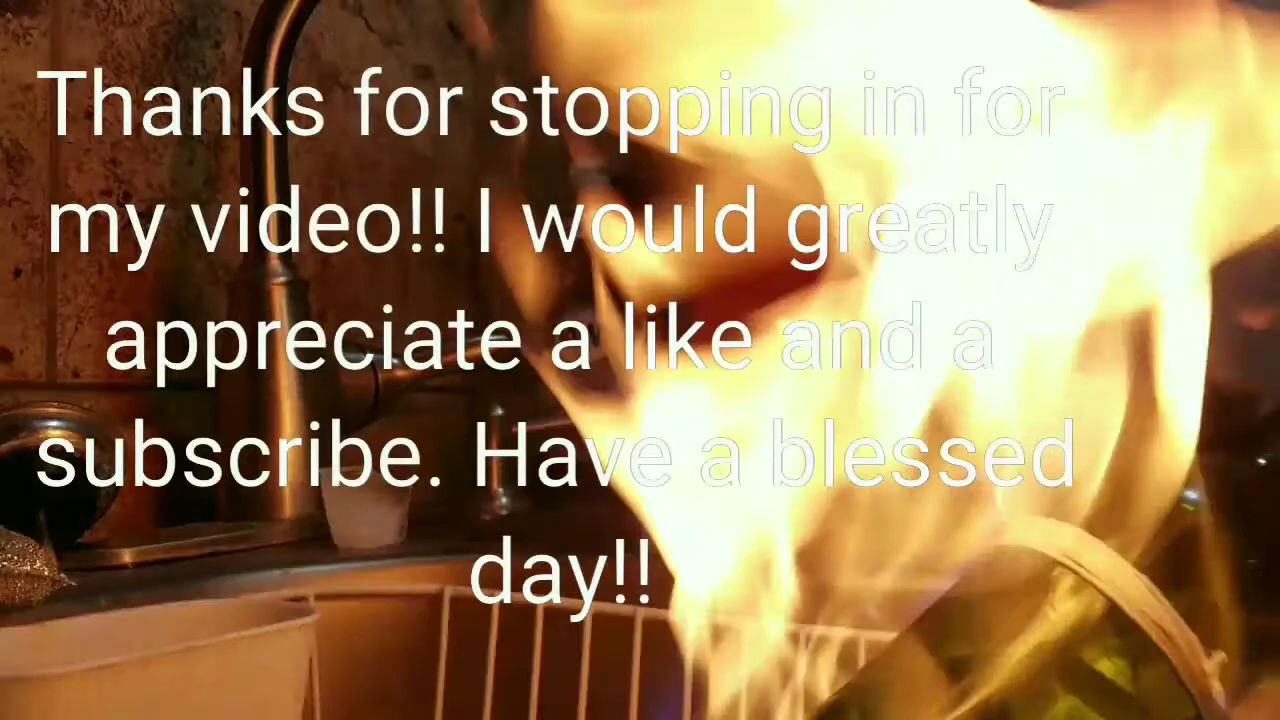 Thanks for stopping in for
my video!! I would greatly
appreciate a like and a
subscribe. Have a blessed
day!!